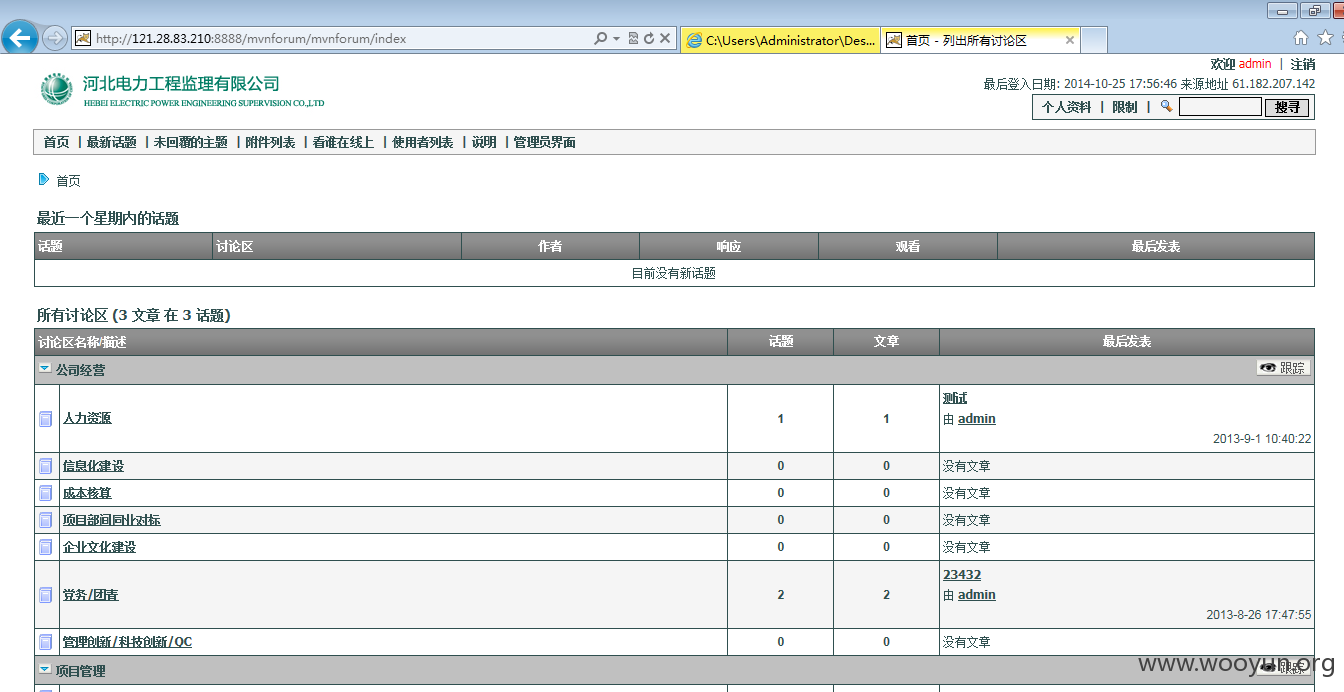 http://121.28.83.210:8888/mvnforum/mvnforum/index
C:\Users\Administrator\Des...
首页 - 列出所有讨论区
河北电力工程监理有限公司
HEBEI ELECTRIC POWER ENGINEERING SUPERVISION CO.,LTD
欢迎 admin | 注销
最后登入日期: 2014-10-25 17:56:46 来源地址 61.182.207.142
个人资料 | 限制 | 搜寻
首页 | 最新话题 | 未回覆的主题 | 附件列表 | 看谁在线上 | 使用者列表 | 说明 | 管理员界面
首页
最近一个星期内的话题
话题 讨论区 作者 响应 观看 最后发表
目前没有新话题
所有讨论区 (3 文章 在 3 话题)
讨论区名称/描述 话题 文章 最后发表
公司经营 跟踪
人力资源 1 1 测试
由 admin
2013-9-1 10:40:22
信息化建设 0 0 没有文章
成本核算 0 0 没有文章
项目部间同业对标 0 0 没有文章
企业文化建设 0 0 没有文章
党务/团青 2 2 23432
由 admin
2013-8-26 17:47:55
管理创新/科技创新/QC 0 0 没有文章
项目管理 跟踪
www.wooyun.org